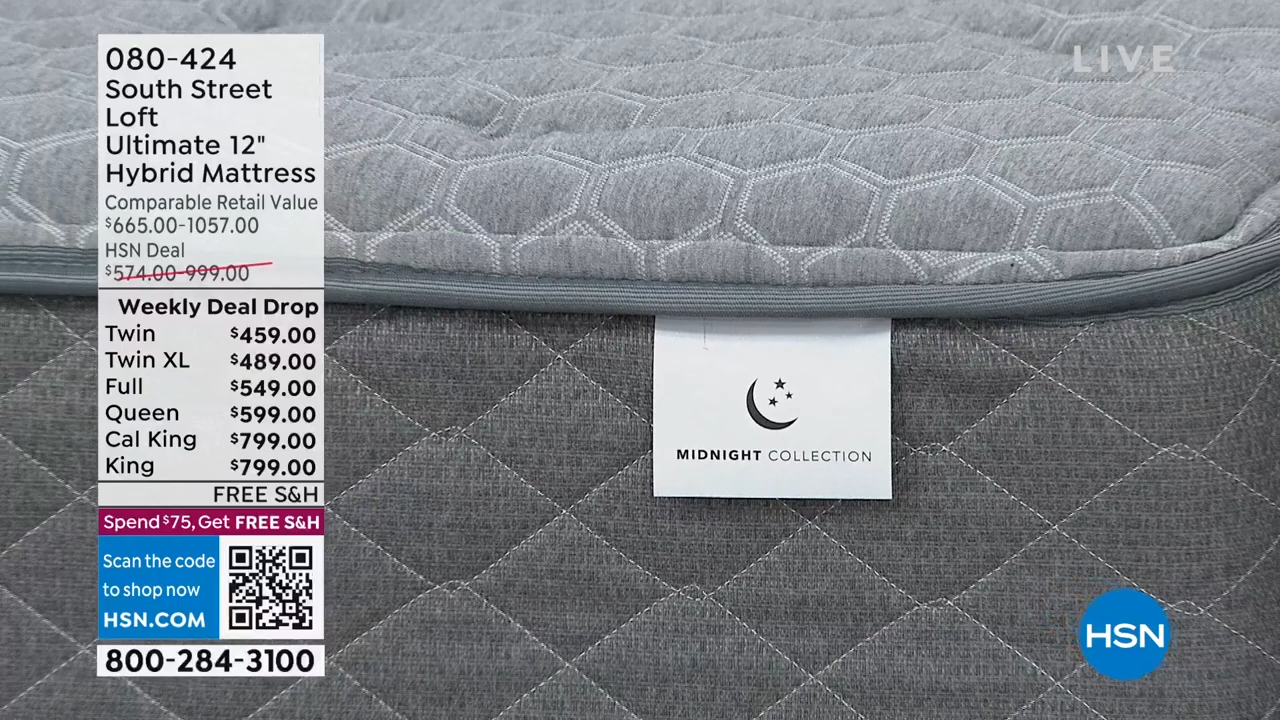 080-424
South Street
Loft
Ultimate 12"
Hybrid Mattress
Comparable Retail Value
$665.00-1057.00
HSN Deal
$574.00-999.00
Weekly Deal Drop
Twin $459.00
Twin XL $489.00
Full $549.00
Queen $599.00
Cal King $799.00
King $799.00
FREE S&H
Spend $75, Get FREE S&H
Scan the code
to shop now
HSN.COM
800-284-3100
LIVE
MIDNIGHT COLLECTION
HSN